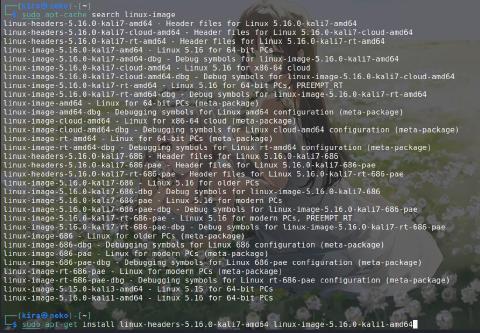 ┌──(kira㉿neko)-[~]
└─$ sudo apt-cache search linux-image
linux-headers-5.16.0-kali7-amd64 - Header files for Linux 5.16.0-kali7-amd64
linux-headers-5.16.0-kali7-cloud-amd64 - Header files for Linux 5.16.0-kali7-cloud-amd64
linux-headers-5.16.0-kali7-rt-amd64 - Header files for Linux 5.16.0-kali7-rt-amd64
linux-image-5.16.0-kali7-amd64 - Linux 5.16 for 64-bit PCs
linux-image-5.16.0-kali7-amd64-dbg - Debug symbols for linux-image-5.16.0-kali7-amd64
linux-image-5.16.0-kali7-cloud-amd64 - Linux 5.16 for x86-64 cloud
linux-image-5.16.0-kali7-cloud-amd64-dbg - Debug symbols for linux-image-5.16.0-kali7-cloud-amd64
linux-image-5.16.0-kali7-rt-amd64 - Linux 5.16 for 64-bit PCs, PREEMPT_RT
linux-image-5.16.0-kali7-rt-amd64-dbg - Debug symbols for linux-image-5.16.0-kali7-rt-amd64
linux-image-amd64 - Linux for 64-bit PCs (meta-package)
linux-image-amd64-dbg - Debugging symbols for Linux amd64 configuration (meta-package)
linux-image-cloud-amd64 - Linux for x86-64 cloud (meta-package)
linux-image-cloud-amd64-dbg - Debugging symbols for Linux cloud-amd64 configuration (meta-package)
linux-image-rt-amd64 - Linux for 64-bit PCs (meta-package)
linux-image-rt-amd64-dbg - Debugging symbols for Linux rt-amd64 configuration (meta-package)
linux-headers-5.16.0-kali7-686 - Header files for Linux 5.16.0-kali7-686
linux-headers-5.16.0-kali7-686-pae - Header files for Linux 5.16.0-kali7-686-pae
linux-headers-5.16.0-kali7-rt-686-pae - Header files for Linux 5.16.0-kali7-rt-686-pae
linux-image-5.16.0-kali7-686 - Linux 5.16 for older PCs
linux-image-5.16.0-kali7-686-dbg - Debug symbols for linux-image-5.16.0-kali7-686
linux-image-5.16.0-kali7-686-pae - Linux 5.16 for modern PCs
linux-image-5.16.0-kali7-686-pae-dbg - Debug symbols for linux-image-5.16.0-kali7-686-pae
linux-image-5.16.0-kali7-rt-686-pae - Linux 5.16 for modern PCs, PREEMPT_RT
linux-image-5.16.0-kali7-rt-686-pae-dbg - Debug symbols for linux-image-5.16.0-kali7-rt-686-pae
linux-image-686 - Linux for older PCs (meta-package)
linux-image-686-dbg - Debugging symbols for Linux 686 configuration (meta-package)
linux-image-686-pae - Linux for modern PCs (meta-package)
linux-image-686-pae-dbg - Debugging symbols for Linux 686-pae configuration (meta-package)
linux-image-rt-686-pae - Linux for modern PCs (meta-package)
linux-image-rt-686-pae-dbg - Debugging symbols for Linux rt-686-pae configuration (meta-package)
linux-image-5.15.0-kali3-amd64 - Linux 5.15 for 64-bit PCs
linux-image-5.16.0-kali1-amd64 - Linux 5.16 for 64-bit PCs
┌──(kira㉿neko)-[~]
└─$ sudo apt-get install linux-headers-5.16.0-kali7-amd64 linux-image-5.16.0-kali1-amd64